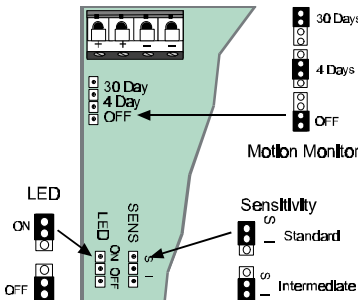 + + − −
30 Days
30 Day
4 Day
OFF
4 Days
OFF
Motion Monitor
LED
ON
OFF
LED
ON OFF
SENS
S I
Sensitivity
S I
Standard
S I
Intermediate